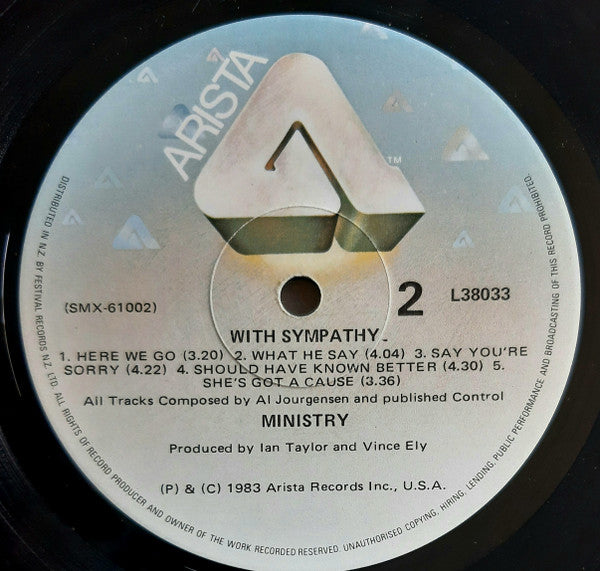 ARISTA
TM
(SMX-61002)
2
L38033
WITH SYMPATHY
1. HERE WE GO (3.20) 2. WHAT HE SAY (4.04) 3. SAY YOU'RE
SORRY (4.22) 4. SHOULD HAVE KNOWN BETTER (4.30) 5.
SHE'S GOT A CAUSE (3.36)
All Tracks Composed by Al Jourgensen and published Control
MINISTRY
Produced by Ian Taylor and Vince Ely
(P) & (C) 1983 Arista Records Inc., U.S.A.
DISTRIBUTED IN N.Z. BY FESTIVAL RECORDS N.Z. LTD. ALL RIGHTS OF RECORD PRODUCER AND OWNER OF THE WORK RECORDED RESERVED. UNAUTHORISED COPYING, HIRING, LENDING, PUBLIC PERFORMANCE AND BROADCASTING OF THIS RECORD PROHIBITED.